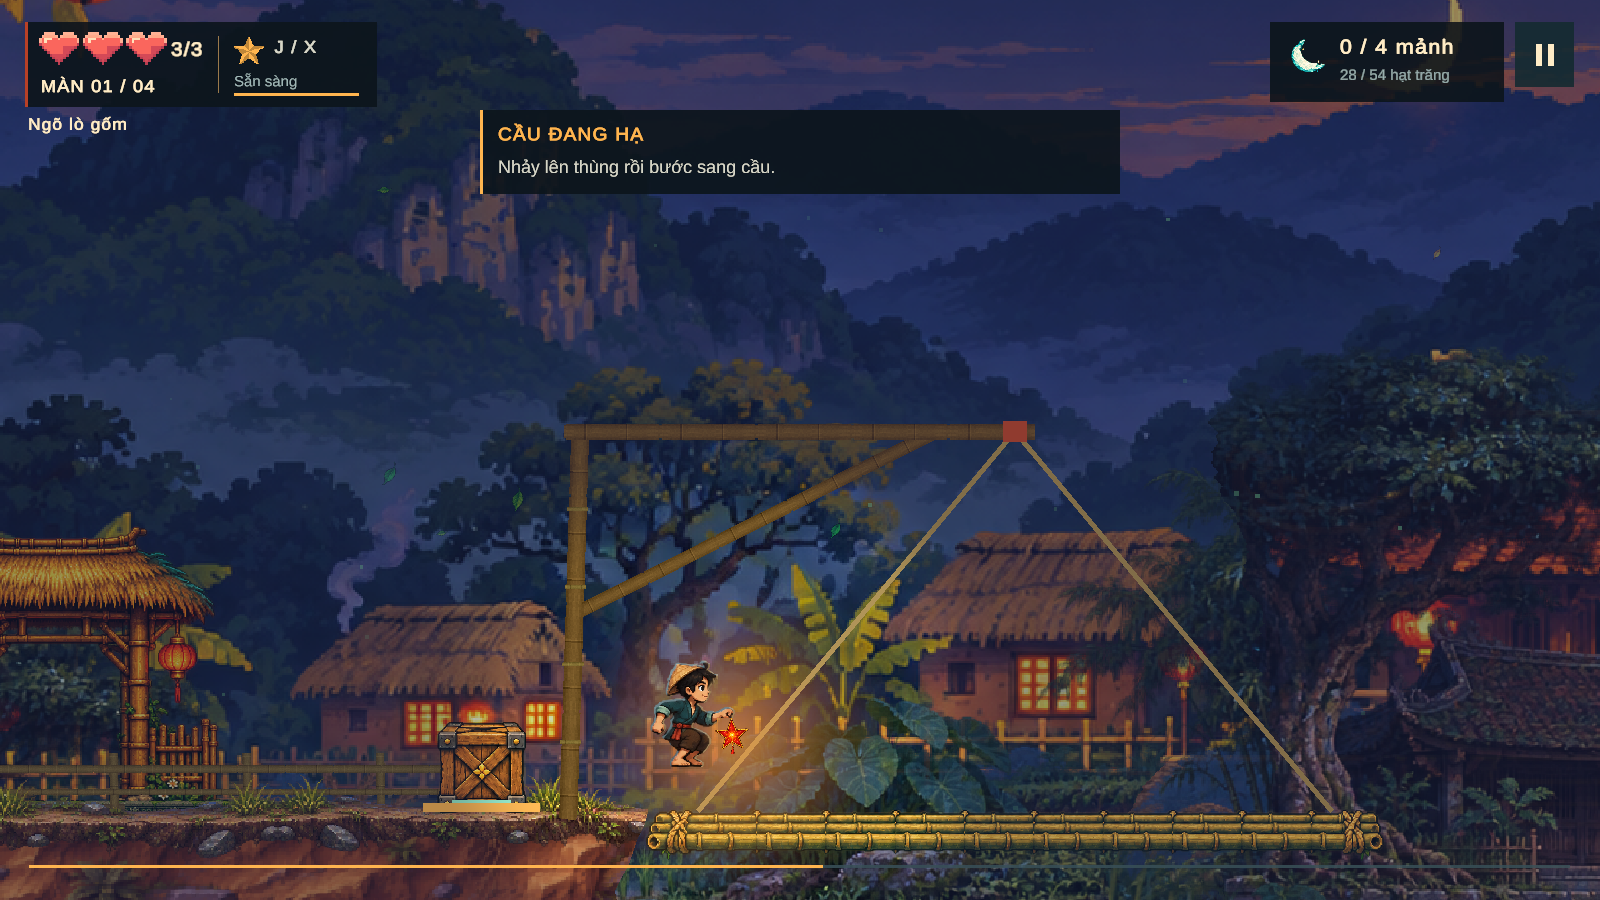 3/3
J / X
Sẵn sàng
MÀN 01 / 04
Ngõ lò gốm
CẦU ĐANG HẠ
Nhảy lên thùng rồi bước sang cầu.
0 / 4 mảnh
28 / 54 hạt trăng